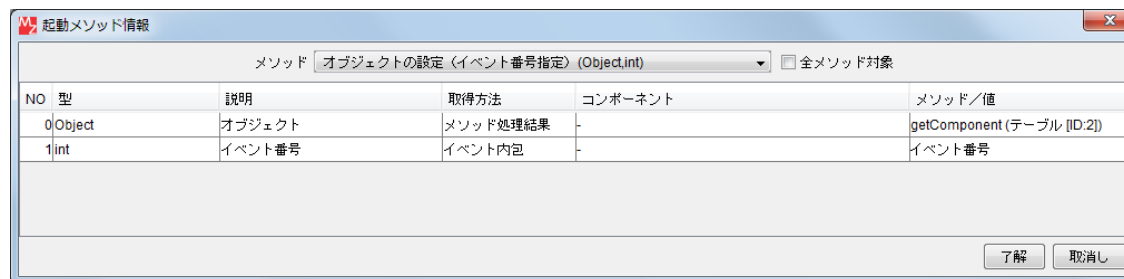 起動メソッド情報
メソッド オブジェクトの設定（イベント番号指定）(Object,int) 全メソッド対象
NO 型 説明 取得方法 コンポーネント メソッド／値
0 Object オブジェクト メソッド処理結果 - getComponent (テーブル [ID:2])
1 int イベント番号 イベント内包 - イベント番号
了解 取消し